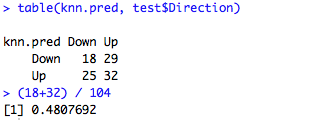 > table(knn.pred, test$Direction)
knn.pred Down Up
Down 18 29
Up 25 32
> (18+32) / 104
[1] 0.4807692